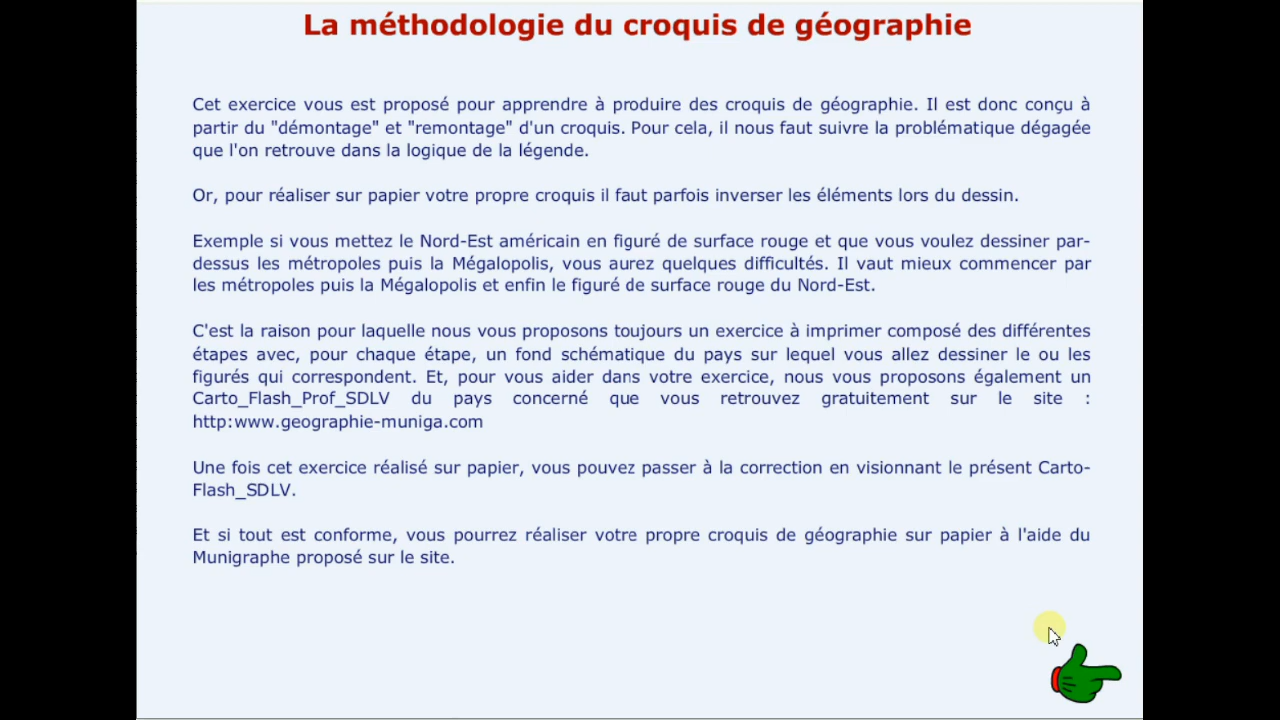 La méthodologie du croquis de géographie
Cet exercice vous est proposé pour apprendre à produire des croquis de géographie. Il est donc conçu à
partir du "démontage" et "remontage" d'un croquis. Pour cela, il nous faut suivre la problématique dégagée
que l'on retrouve dans la logique de la légende.
Or, pour réaliser sur papier votre propre croquis il faut parfois inverser les éléments lors du dessin.
Exemple si vous mettez le Nord-Est américain en figuré de surface rouge et que vous voulez dessiner par-
dessus les métropoles puis la Mégalopolis, vous aurez quelques difficultés. Il vaut mieux commencer par
les métropoles puis la Mégalopolis et enfin le figuré de surface rouge du Nord-Est.
C'est la raison pour laquelle nous vous proposons toujours un exercice à imprimer composé des différentes
étapes avec, pour chaque étape, un fond schématique du pays sur lequel vous allez dessiner le ou les
figurés qui correspondent. Et, pour vous aider dans votre exercice, nous vous proposons également un
Carto_Flash_Prof_SDLV du pays concerné que vous retrouvez gratuitement sur le site :
http:www.geographie-muniga.com
Une fois cet exercice réalisé sur papier, vous pouvez passer à la correction en visionnant le présent Carto-
Flash_SDLV.
Et si tout est conforme, vous pourrez réaliser votre propre croquis de géographie sur papier à l'aide du
Munigraphe proposé sur le site.